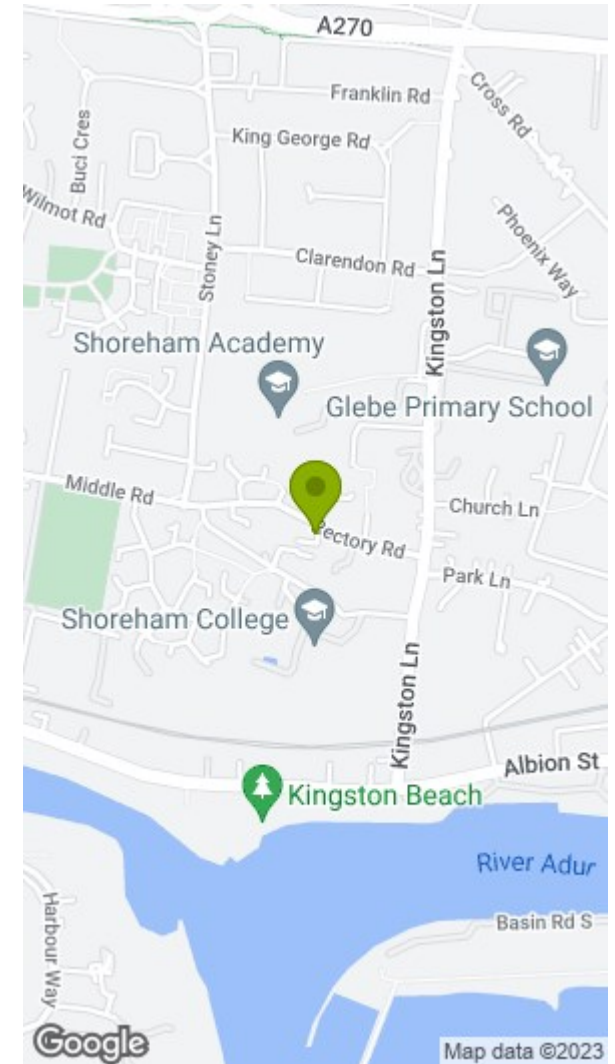 A270
Franklin Rd
Cross Rd
Buci Cres
King George Rd
Wilmot Rd
Stoney Ln
Phoenix Way
Clarendon Rd
Kingston Ln
Shoreham Academy
Glebe Primary School
Middle Rd
Rectory Rd
Church Ln
Park Ln
Shoreham College
Kingston Ln
Albion St
Kingston Beach
River Adur
Harbour Way
Basin Rd S
Google
Map data ©2023